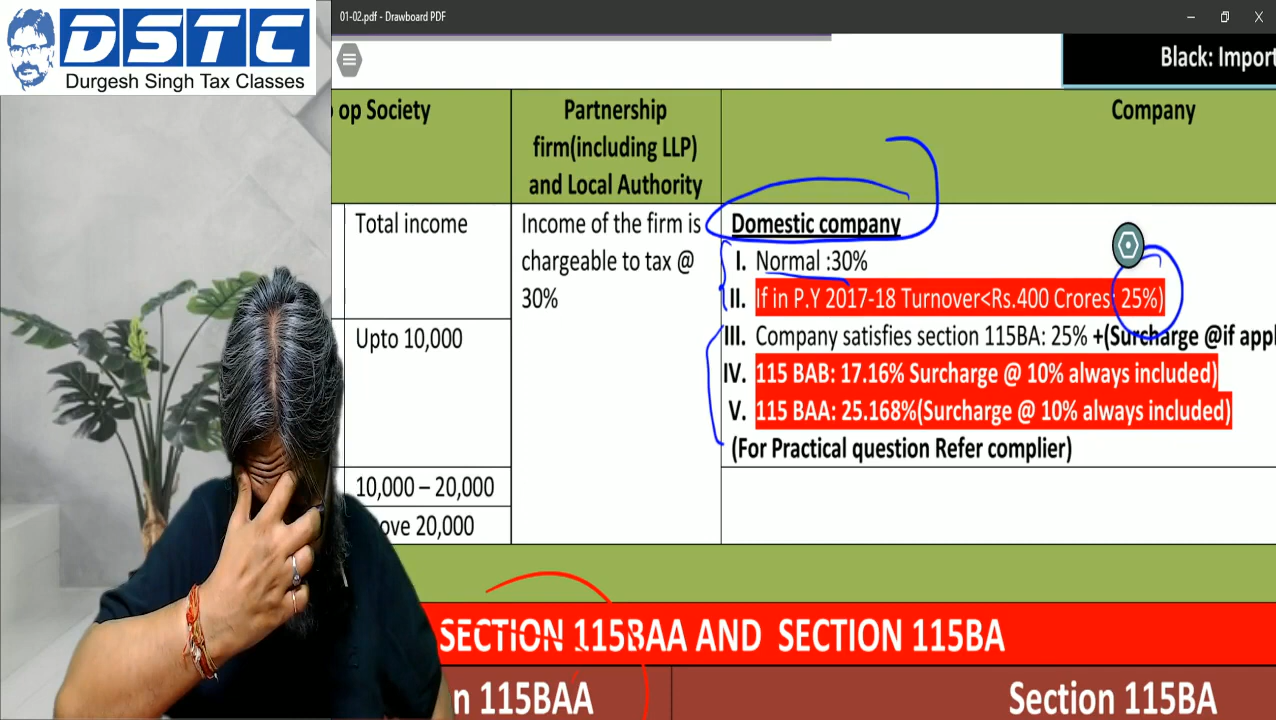 DSTC
Durgesh Singh Tax Classes
01-02.pdf - Drawboard PDF
Black: Import
op Society
Partnership
firm(including LLP)
and Local Authority
Company
Total income
Upto 10,000
10,000 – 20,000
ove 20,000
Income of the firm is
chargeable to tax @
30%
Domestic company
I. Normal :30%
II. If in P.Y 2017-18 Turnover<Rs.400 Crores: 25%)
III. Company satisfies section 115BA: 25% +(Surcharge @if appl
IV. 115 BAB: 17.16% Surcharge @ 10% always included)
V. 115 BAA: 25.168%(Surcharge @ 10% always included)
(For Practical question Refer complier)
SECTION 115BAA AND SECTION 115BA
n 115BAA
Section 115BA